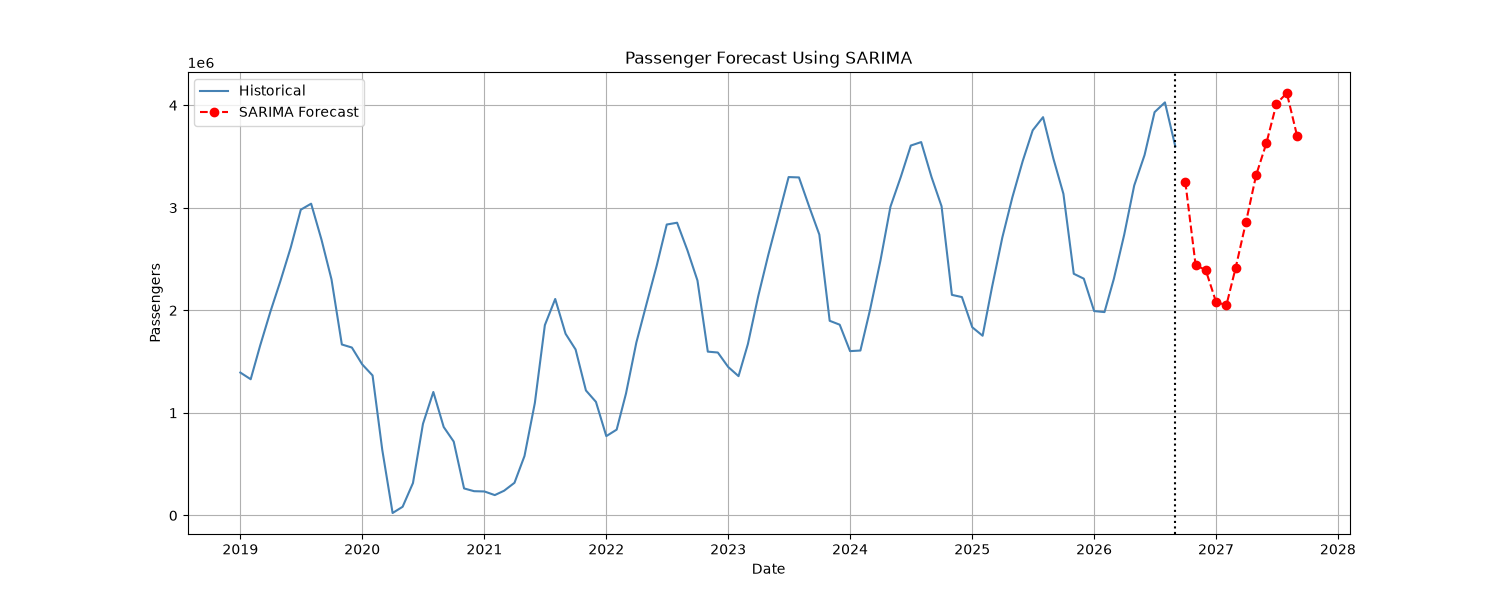 Passenger Forecast Using SARIMA
1e6
Historical
SARIMA Forecast
4
3
2
1
0
Passengers
2019 2020 2021 2022 2023 2024 2025 2026 2027 2028
Date